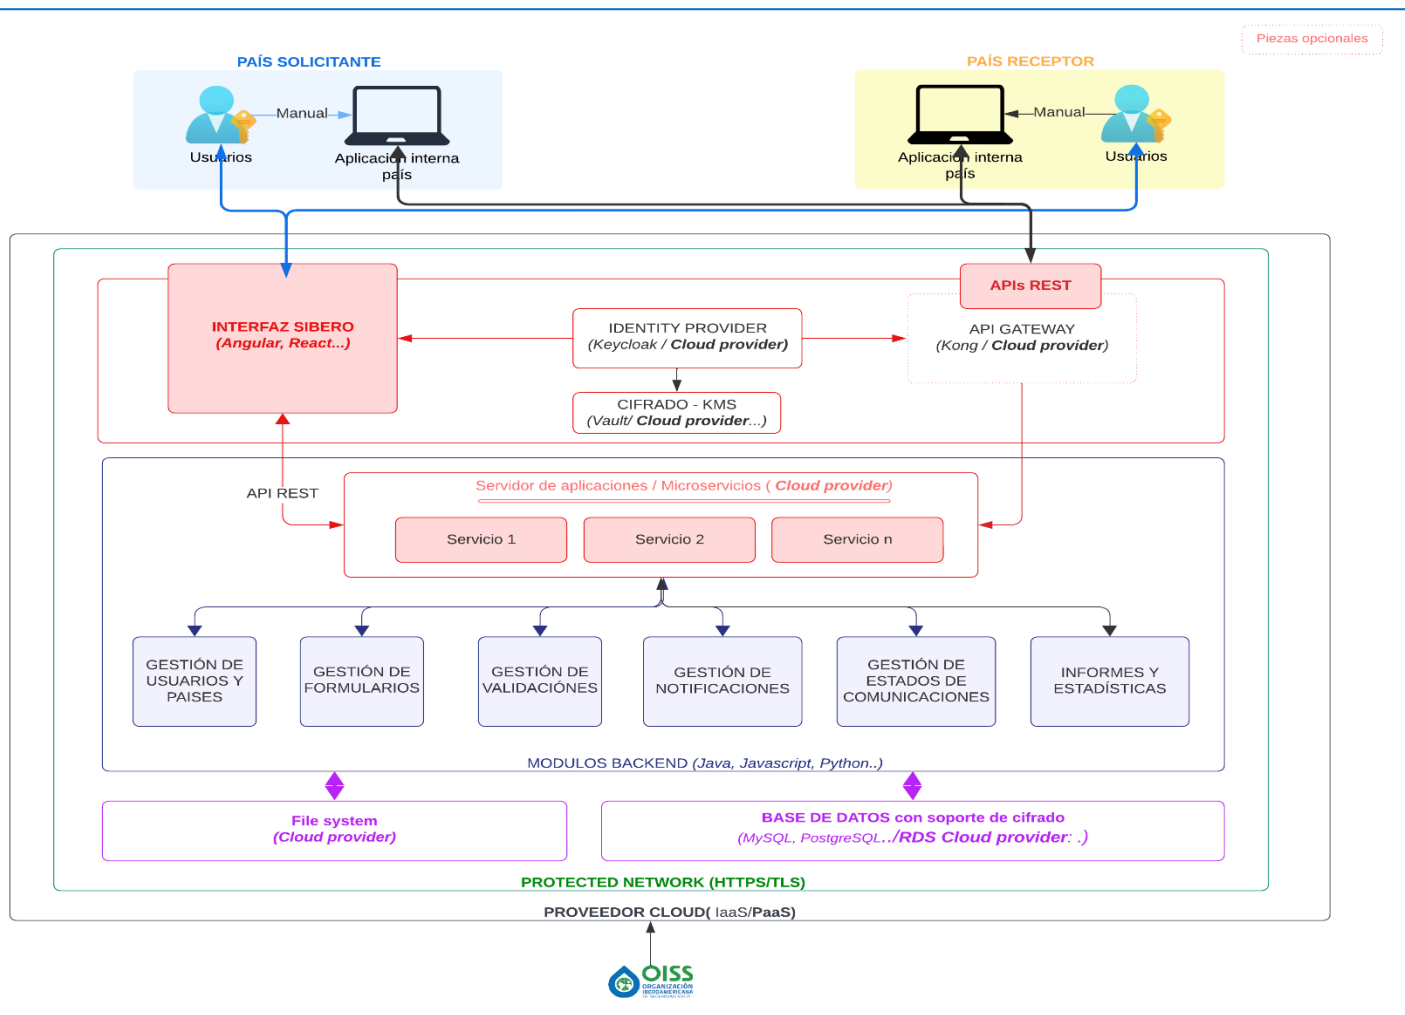 Piezas opcionales
PAÍS SOLICITANTE
PAÍS RECEPTOR
Manual
Usuarios
Aplicación interna
país
Manual
Aplicación interna
país
Usuarios
INTERFAZ SIBERO
(Angular, React...)
IDENTITY PROVIDER
(Keycloak / Cloud provider)
CIFRADO - KMS
(Vault/ Cloud provider...)
APIs REST
API GATEWAY
(Kong / Cloud provider)
API REST
Servidor de aplicaciones / Microservicios ( Cloud provider)
Servicio 1
Servicio 2
Servicio n
GESTIÓN DE
USUARIOS Y
PAISES
GESTIÓN DE
FORMULARIOS
GESTIÓN DE
VALIDACIÓNES
GESTIÓN DE
NOTIFICACIONES
GESTIÓN DE
ESTADOS DE
COMUNICACIONES
INFORMES Y
ESTADÍSTICAS
MODULOS BACKEND (Java, Javascript, Python..)
File system
(Cloud provider)
BASE DE DATOS con soporte de cifrado
(MySQL, PostgreSQL../RDS Cloud provider: .)
PROTECTED NETWORK (HTTPS/TLS)
PROVEEDOR CLOUD( IaaS/PaaS)
OISS
ORGANIZACIÓN
IBEROAMERICANA
DE SEGURIDAD SOCIAL